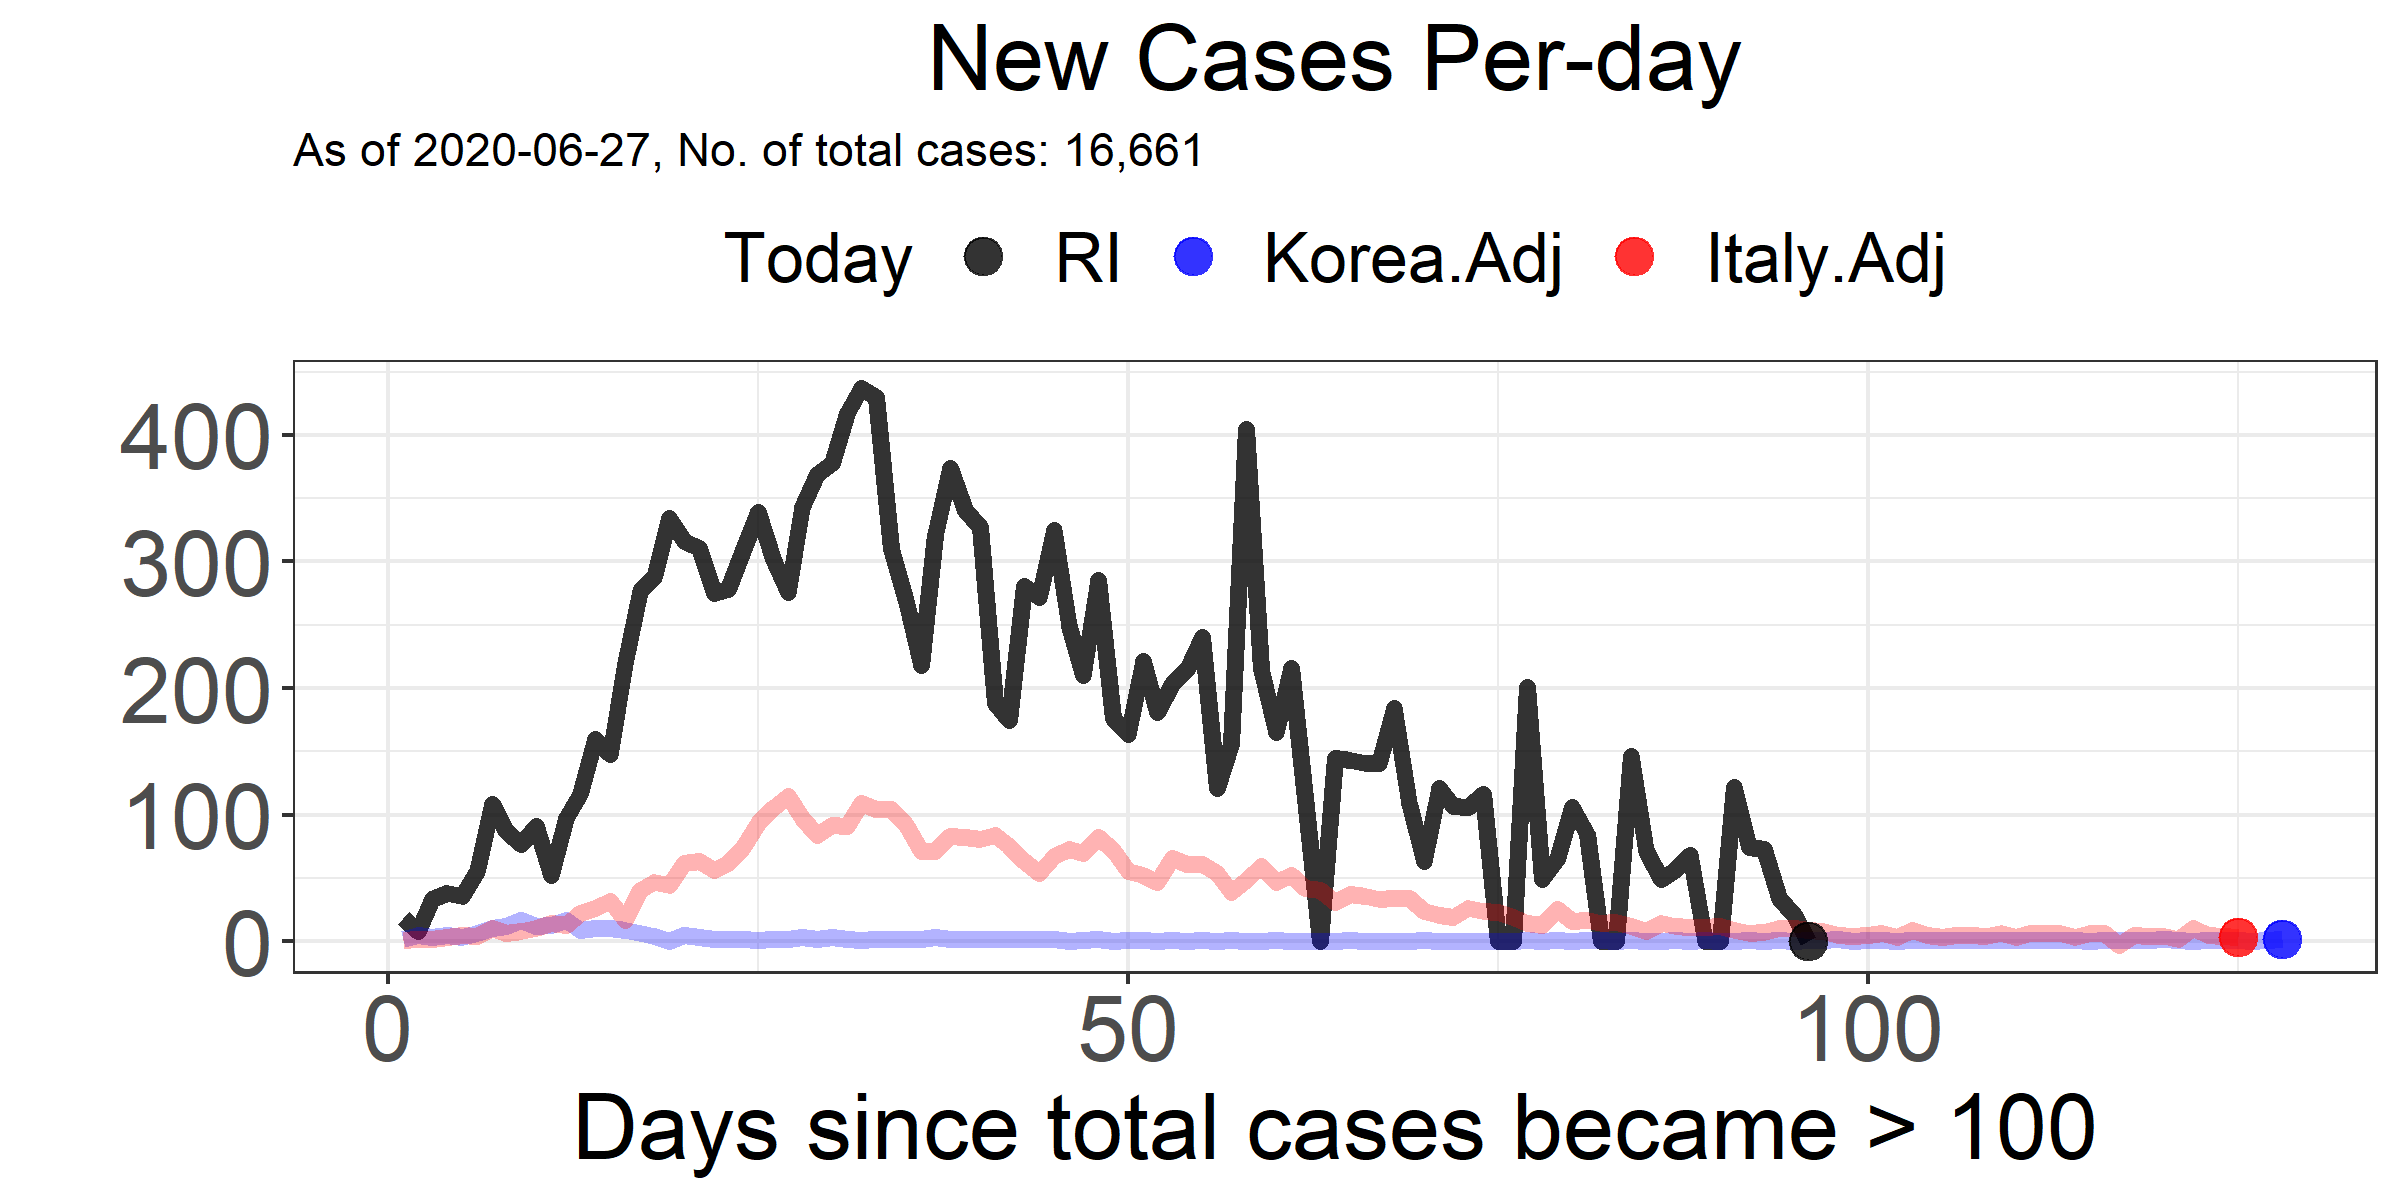 New Cases Per-day
As of 2020-06-27, No. of total cases: 16,661
Today RI Korea.Adj Italy.Adj
400
300
200
100
0
0 50 100
Days since total cases became > 100